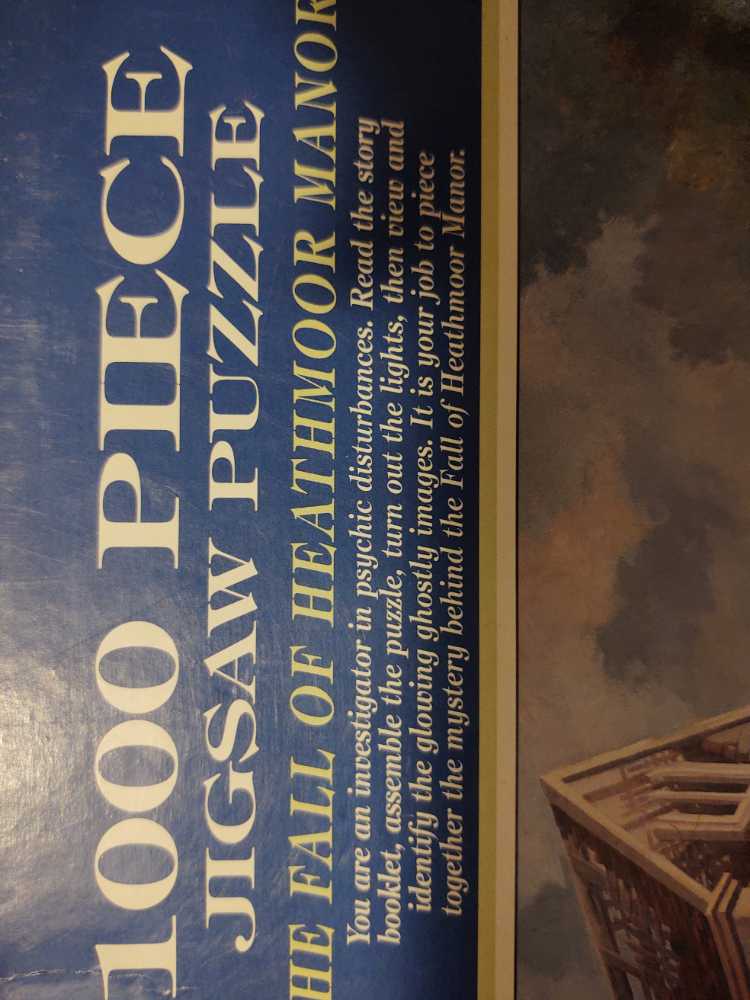 1000 PIECE
JIGSAW PUZZLE
HE FALL OF HEATHMOOR MANOR
You are an investigator in psychic disturbances. Read the story
booklet, assemble the puzzle, turn out the lights, then view and
identify the glowing ghostly images. It is your job to piece
together the mystery behind the Fall of Heathmoor Manor.